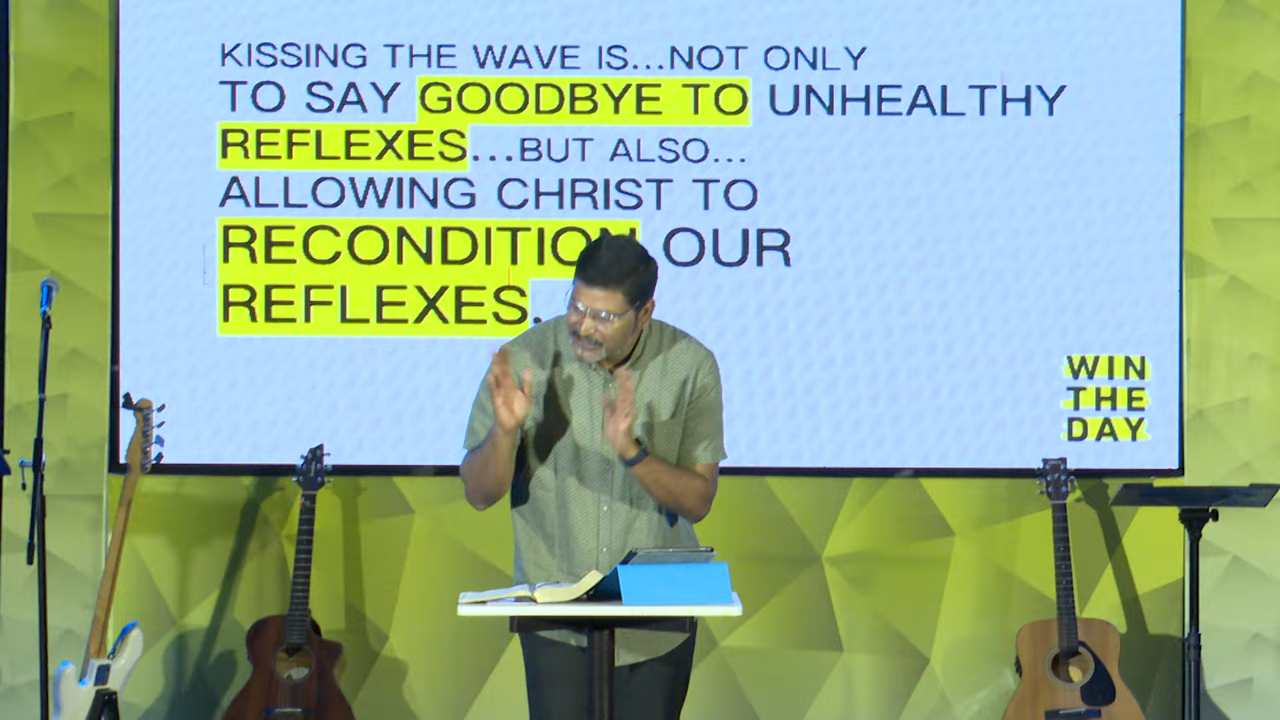 KISSING THE WAVE IS...NOT ONLY
TO SAY GOODBYE TO UNHEALTHY
REFLEXES...BUT ALSO...
ALLOWING CHRIST TO
RECONDITION OUR
REFLEXES.
WIN
THE
DAY